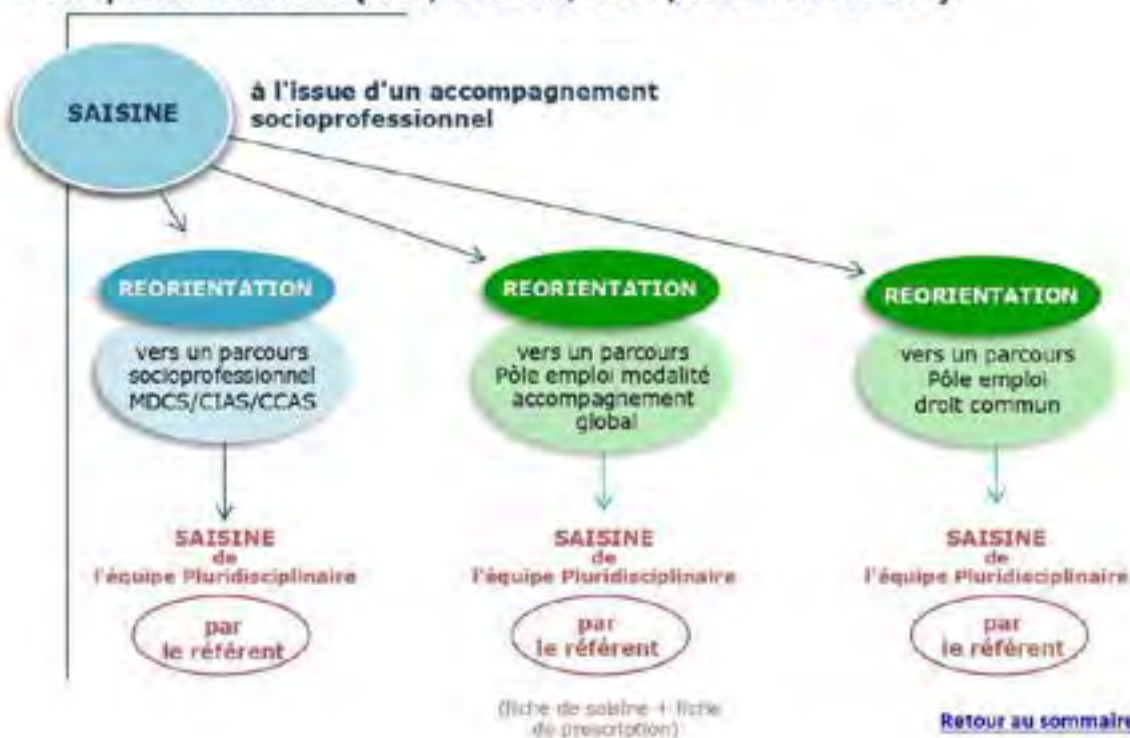 SAISINE
à l'issue d'un accompagnement
socioprofessionnel
REORIENTATION
vers un parcours
socioprofessionnel
MDCS/CIAS/CCAS
SAISINE
de
l'équipe Pluridisciplinaire
par
le référent
REORIENTATION
vers un parcours
Pôle emploi modalité
accompagnement
global
SAISINE
de
l'équipe Pluridisciplinaire
par
le référent
(fiche de saisine + fiche
de prescription)
REORIENTATION
vers un parcours
Pôle emploi
droit commun
SAISINE
de
l'équipe Pluridisciplinaire
par
le référent
Retour au sommaire